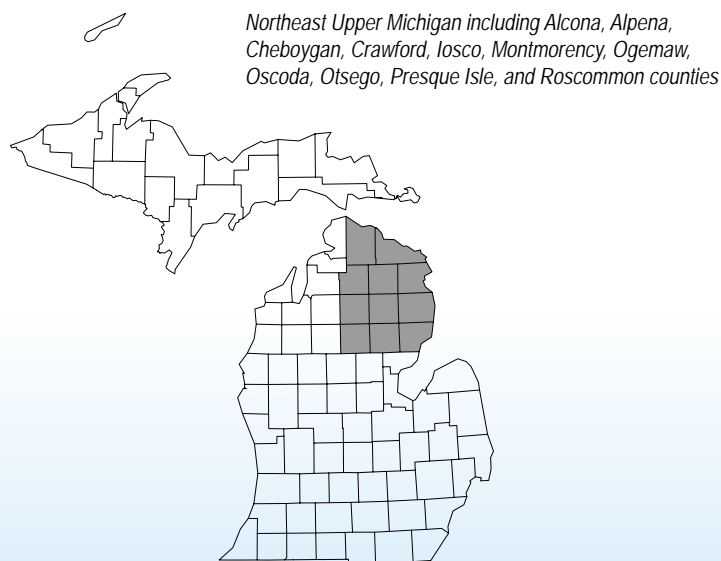 Northeast Upper Michigan including Alcona, Alpena,
Cheboygan, Crawford, Iosco, Montmorency, Ogemaw,
Oscoda, Otsego, Presque Isle, and Roscommon counties